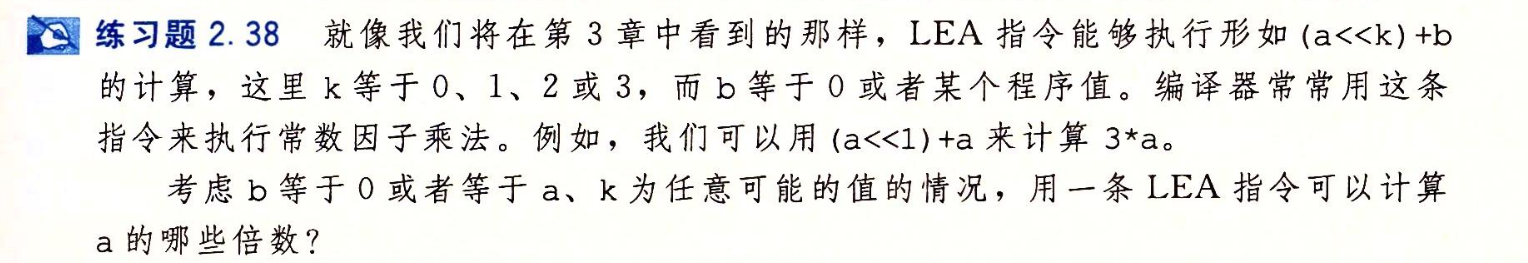 练习题 2.38 就像我们将在第 3 章中看到的那样，LEA 指令能够执行形如 (a<<k)+b
的计算，这里 k 等于 0、1、2 或 3，而 b 等于 0 或者某个程序值。编译器常常用这条
指令来执行常数因子乘法。例如，我们可以用 (a<<1)+a 来计算 3*a。
考虑 b 等于 0 或者等于 a、k 为任意可能的值的情况，用一条 LEA 指令可以计算
a 的哪些倍数？